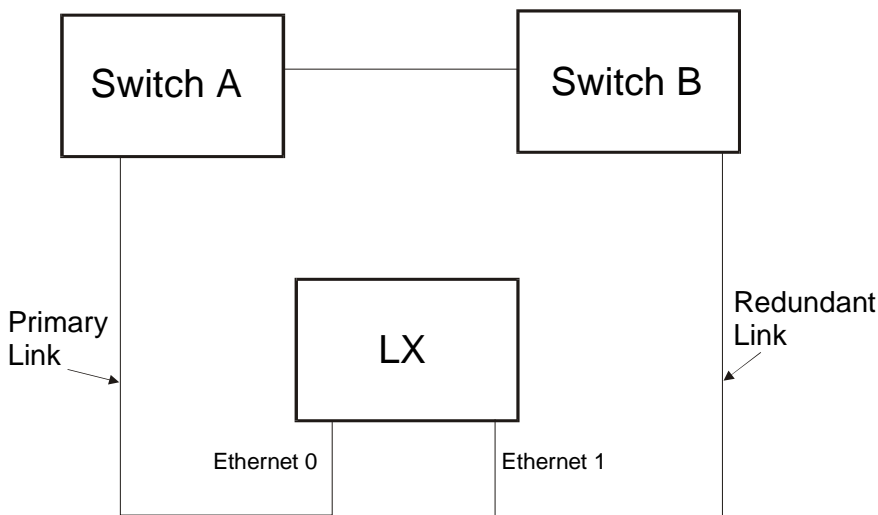 Switch A
Switch B
Primary
Link
Redundant
Link
LX
Ethernet 0
Ethernet 1